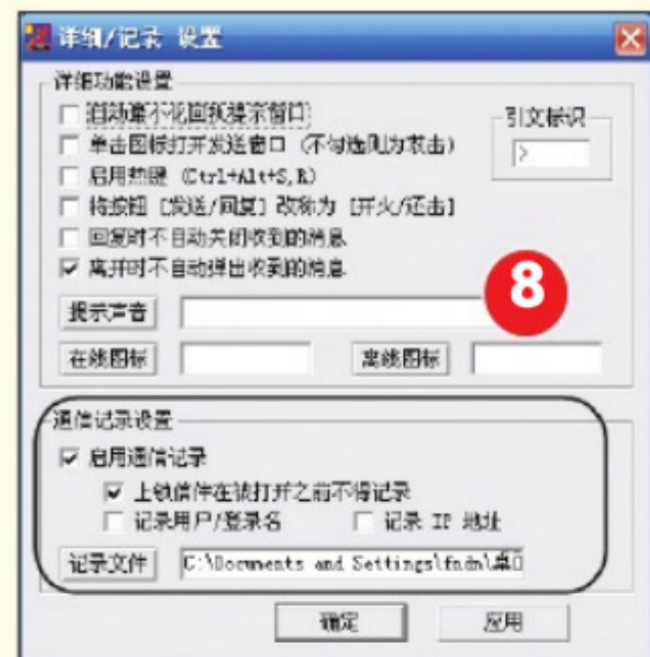 详细/记录 设置
详细功能设置
自动最小化回执提示窗口
引文标识
>
单击图标打开发送窗口 (不勾选则为双击)
启用热键 (Ctrl+Alt+S,R)
将按钮 [发送/回复] 改称为 [开火/还击]
回复时不自动关闭收到的消息
离开时不自动弹出收到的消息
8
提示声音
在线图标
离线图标
通信记录设置
启用通信记录
上锁信件在被打开之前不得记录
记录用户/登录名 记录 IP 地址
记录文件 C:\Documents and Settings\fndn\桌
确定 应用